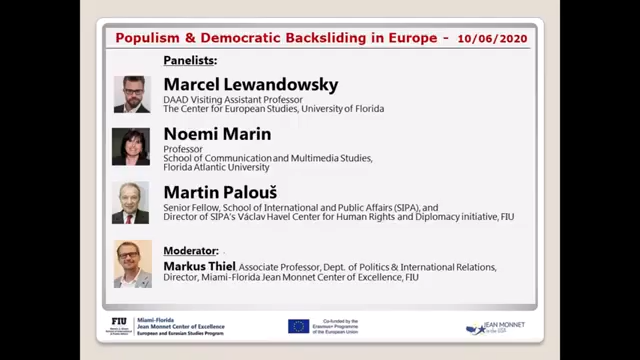 Populism & Democratic Backsliding in Europe - 10/06/2020
Panelists:
Marcel Lewandowsky
DAAD Visiting Assistant Professor
The Center for European Studies, University of Florida
Noemi Marin
Professor
School of Communication and Multimedia Studies,
Florida Atlantic University
Martin Palouš
Senior Fellow, School of International and Public Affairs (SIPA), and
Director of SIPA's Václav Havel Center for Human Rights and Diplomacy initiative, FIU
Moderator:
Markus Thiel, Associate Professor, Dept. of Politics & International Relations,
Director, Miami-Florida Jean Monnet Center of Excellence, FIU
FIU
Miami-Florida
Jean Monnet Center of Excellence
European and Eurasian Studies Program
Co-funded by the
Erasmus+ Programme
of the European Union
JEAN MONNET
in the USA